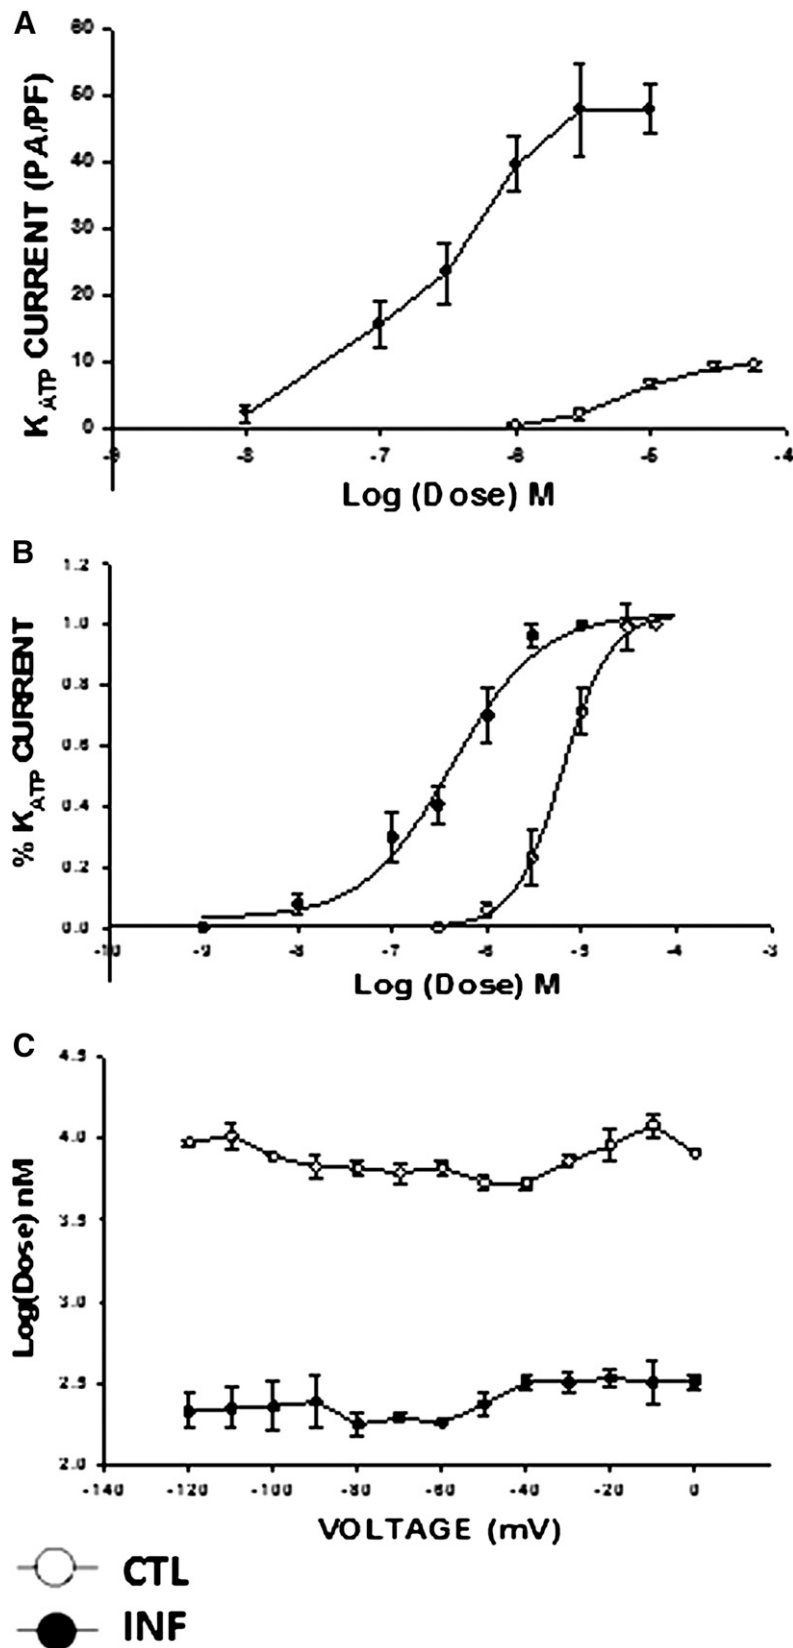 A
60
50
40
30
20
10
0
K ATP CURRENT (PA/PF)
-9 -8 -7 -6 -5 -4
Log (Dose) M
B
1.2
1.0
0.8
0.6
0.4
0.2
0.0
% K ATP CURRENT
-10 -9 -8 -7 -6 -5 -4 -3
Log (Dose) M
C
4.5
4.0
3.5
3.0
2.5
2.0
Log(Dose) nM
-140 -120 -100 -80 -60 -40 -20 0
VOLTAGE (mV)
CTL
INF